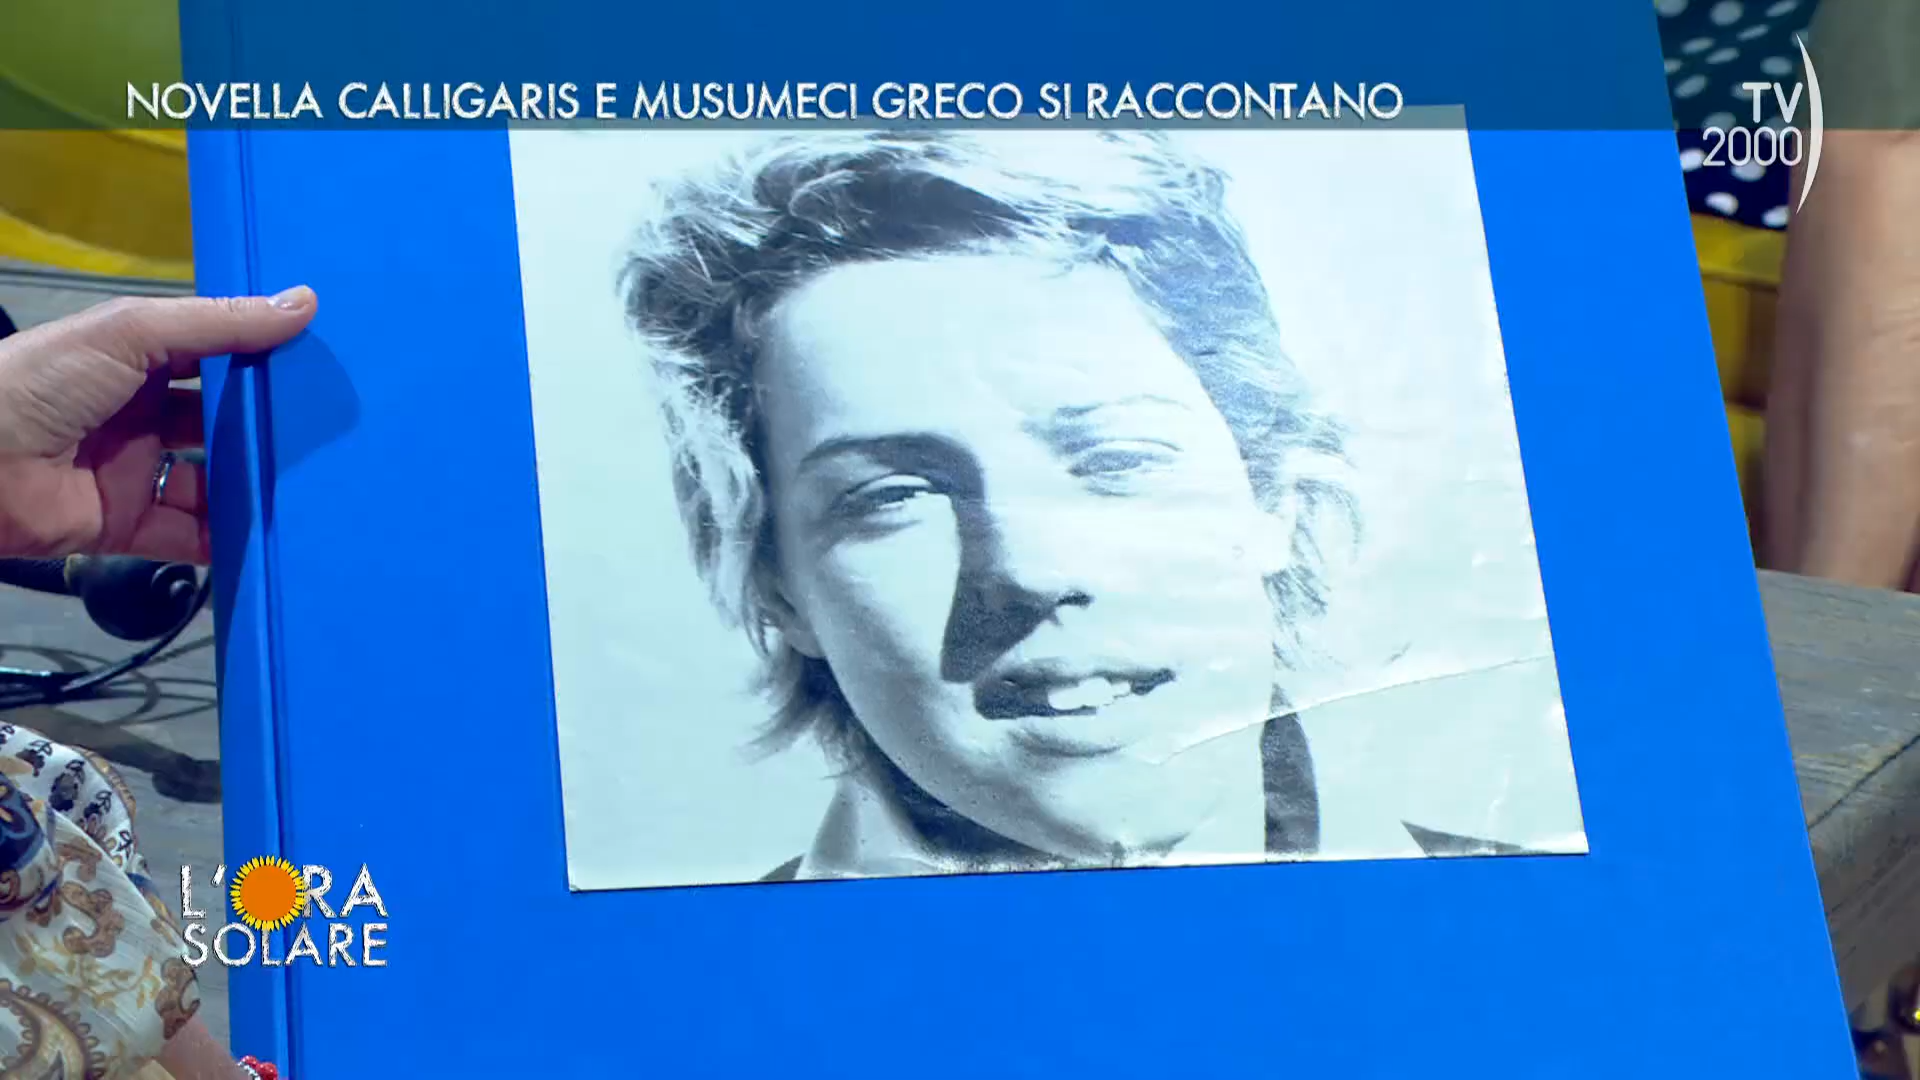 NOVELLA CALLIGARIS E MUSUMECI GRECO SI RACCONTANO
TV
2000
L'ORA
SOLARE